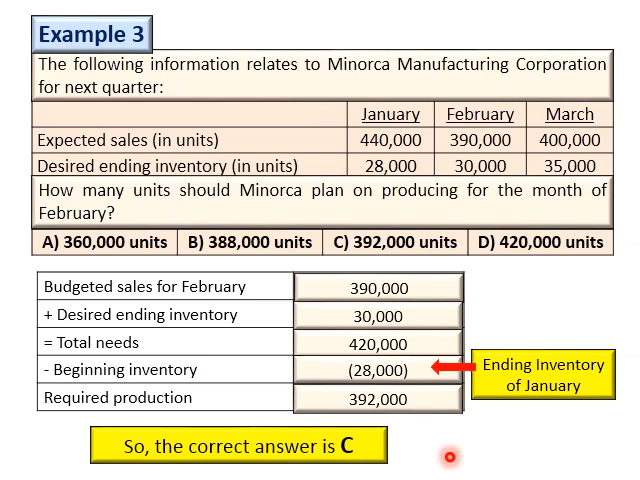 Example 3
The following information relates to Minorca Manufacturing Corporation
for next quarter:
January February March
Expected sales (in units) 440,000 390,000 400,000
Desired ending inventory (in units) 28,000 30,000 35,000
How many units should Minorca plan on producing for the month of
February?
A) 360,000 units B) 388,000 units C) 392,000 units D) 420,000 units
Budgeted sales for February 390,000
+ Desired ending inventory 30,000
= Total needs 420,000
- Beginning inventory (28,000)
Ending Inventory
of January
Required production 392,000
So, the correct answer is C